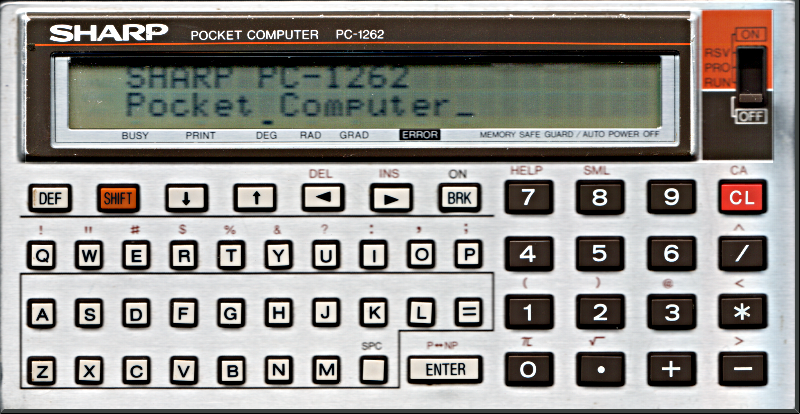 SHARP POCKET COMPUTER PC-1262
ON
RSV
PRO
RUN
OFF
SHARP PC-1262
Pocket Computer_
BUSY PRINT DEG RAD GRAD ERROR MEMORY SAFE GUARD / AUTO POWER OFF
DEL INS ON HELP SML CA
DEF SHIFT ↓ ↑ ◄ ► BRK 7 8 9 CL
! " # $ % & ? : , ; ^
Q W E R T Y U I O P 4 5 6 /
( ) @ <
A S D F G H J K L = 1 2 3 *
SPC P↔NP π √ >
Z X C V B N M ENTER 0 • + −